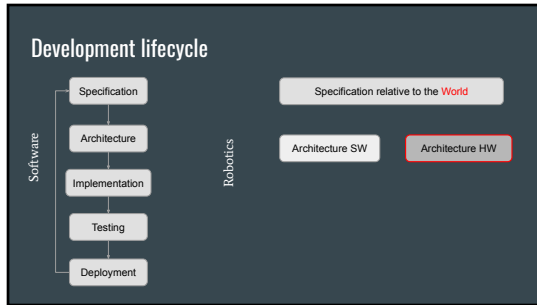 Development lifecycle
Software
Specification
Architecture
Implementation
Testing
Deployment
Robotics
Specification relative to the World
Architecture SW
Architecture HW